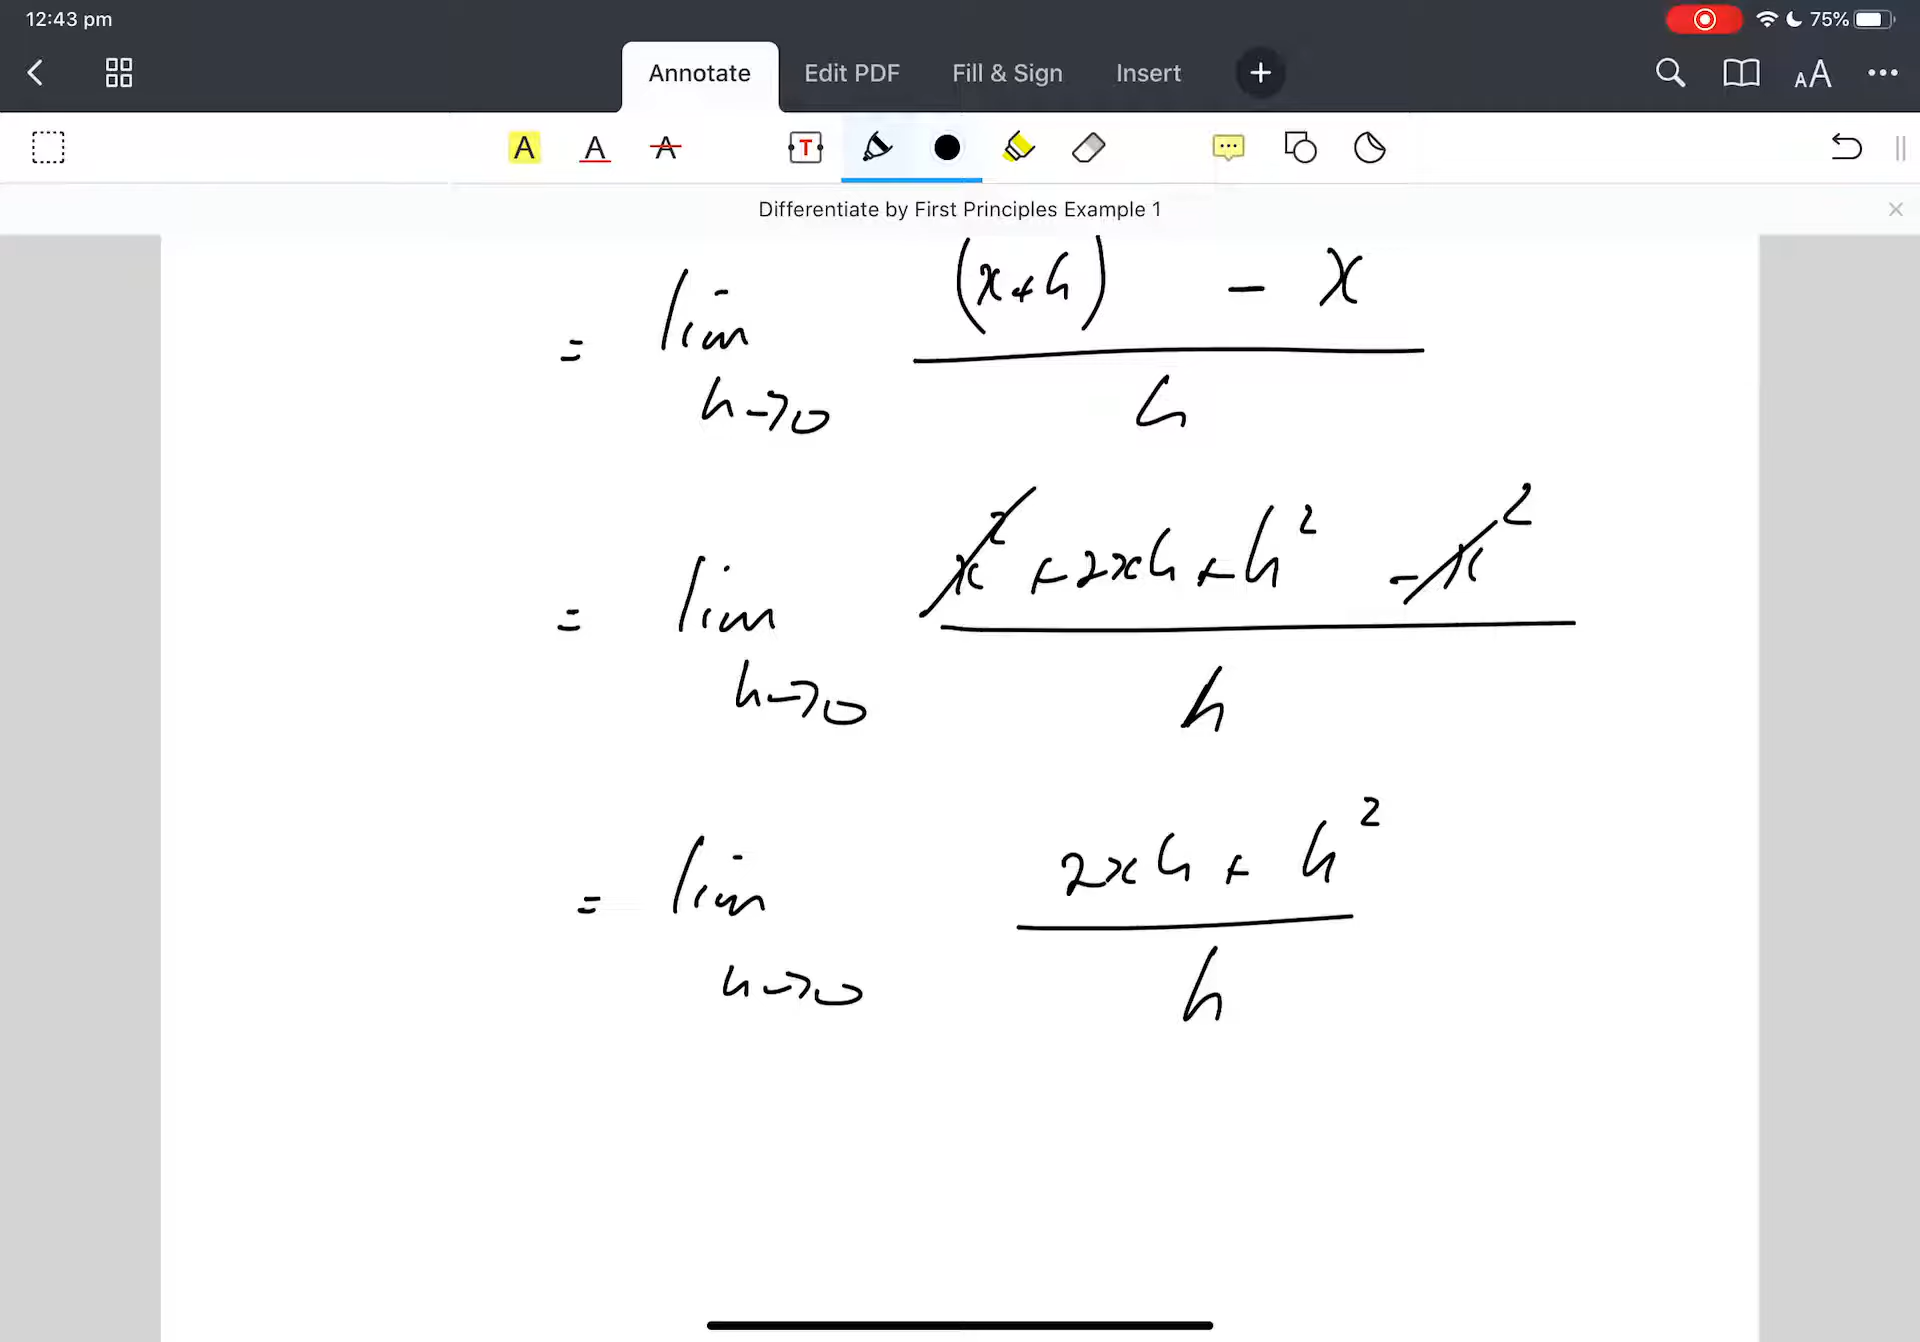 12:43 pm
75%
Annotate Edit PDF Fill & Sign Insert +
AA
A A A T
Differentiate by First Principles Example 1
= lim h→0 (x+h) - x / h
= lim h→0 x² + 2xh + h² - x² / h
= lim h→0 2xh + h² / h